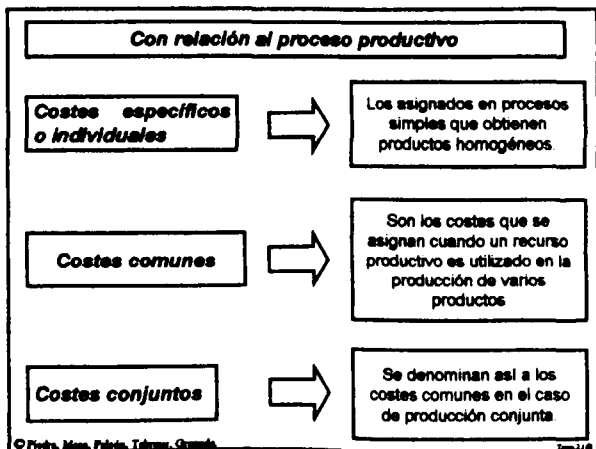 Con relación al proceso productivo
Costes específicos
o individuales
Los asignados en procesos
simples que obtienen
productos homogéneos.
Costes comunes
Son los costes que se
asignan cuando un recurso
productivo es utilizado en la
producción de varios
productos
Costes conjuntos
Se denominan así a los
costes comunes en el caso
de producción conjunta.
© Piedra,